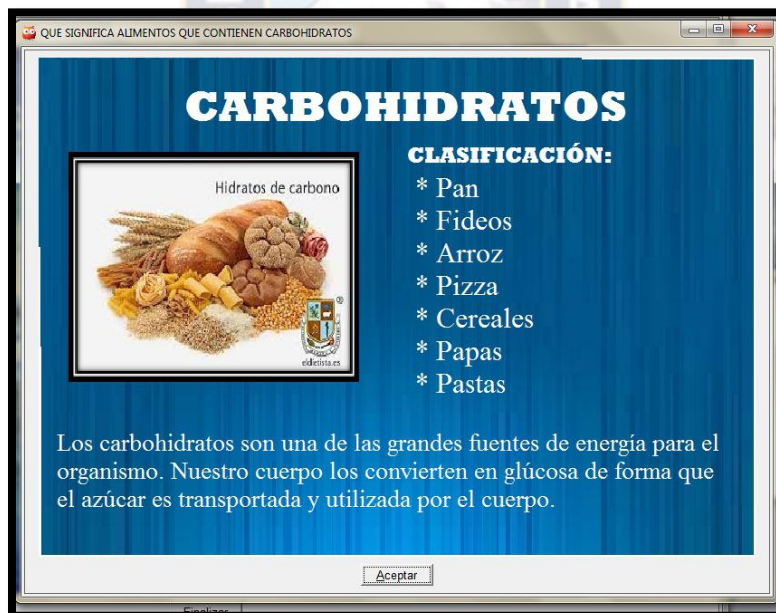 QUE SIGNIFICA ALIMENTOS QUE CONTIENEN CARBOHIDRATOS
CARBOHIDRATOS
Hidratos de carbono
®
eldietista.es
CLASIFICACIÓN:
* Pan
* Fideos
* Arroz
* Pizza
* Cereales
* Papas
* Pastas
Los carbohidratos son una de las grandes fuentes de energía para el
organismo. Nuestro cuerpo los convierten en glúcosa de forma que
el azúcar es transportada y utilizada por el cuerpo.
Aceptar
Finalizar